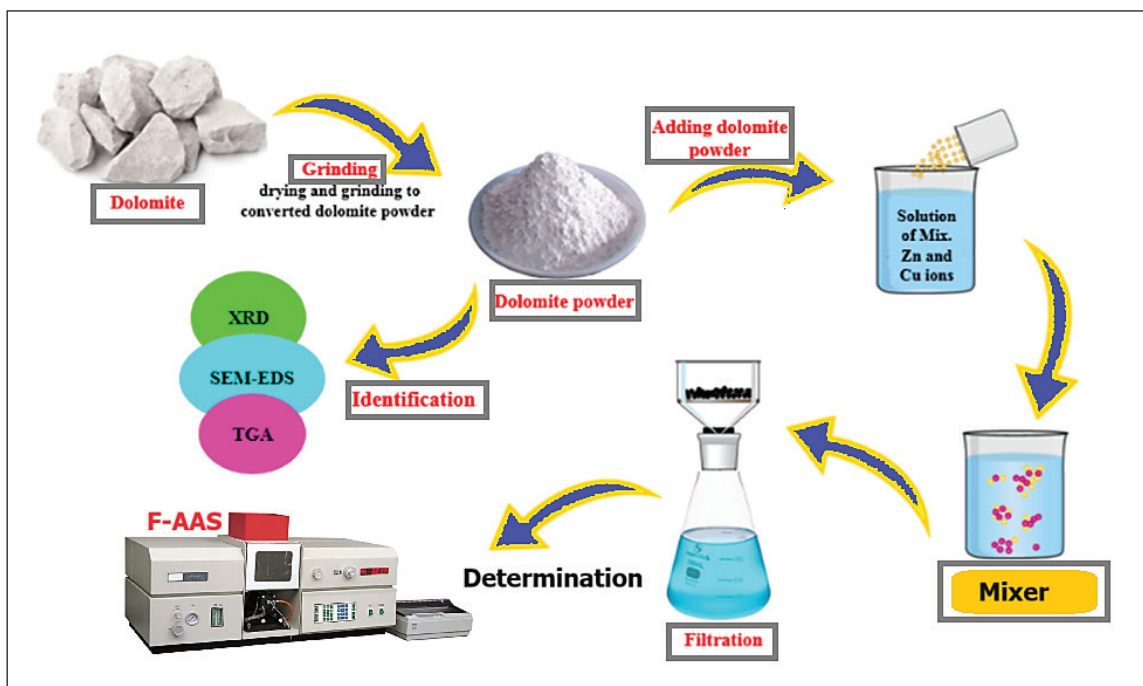 Dolomite
Grinding
drying and grinding to
converted dolomite powder
Dolomite powder
Adding dolomite
powder
Solution
of Mix.
Zn and
Cu ions
XRD
SEM-EDS
TGA
Identification
Mixer
Filtration
Determination
F-AAS